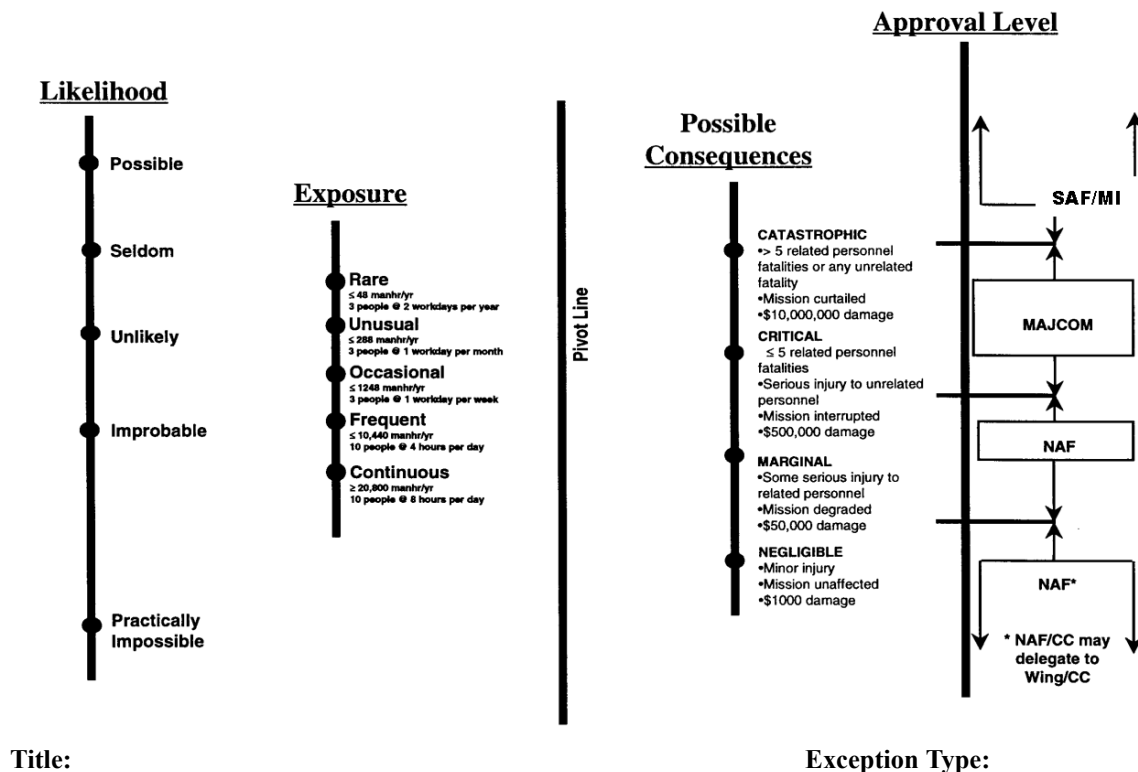 Likelihood
Possible
Seldom
Unlikely
Improbable
Practically
Impossible
Exposure
Rare
≤ 48 manhr/yr
3 people @ 2 workdays per year
Unusual
≤ 288 manhr/yr
3 people @ 1 workday per month
Occasional
≤ 1248 manhr/yr
3 people @ 1 workday per week
Frequent
≤ 10,440 manhr/yr
10 people @ 4 hours per day
Continuous
≥ 20,800 manhr/yr
10 people @ 8 hours per day
Pivot Line
Possible
Consequences
CATASTROPHIC
•> 5 related personnel
fatalities or any unrelated
fatality
•Mission curtailed
•$10,000,000 damage
CRITICAL
≤ 5 related personnel
fatalities
•Serious injury to unrelated
personnel
•Mission interrupted
•$500,000 damage
MARGINAL
•Some serious injury to
related personnel
•Mission degraded
•$50,000 damage
NEGLIGIBLE
•Minor injury
•Mission unaffected
•$1000 damage
Approval Level
SAF/MI
MAJCOM
NAF
NAF*
* NAF/CC may
delegate to
Wing/CC
Title:
Exception Type: